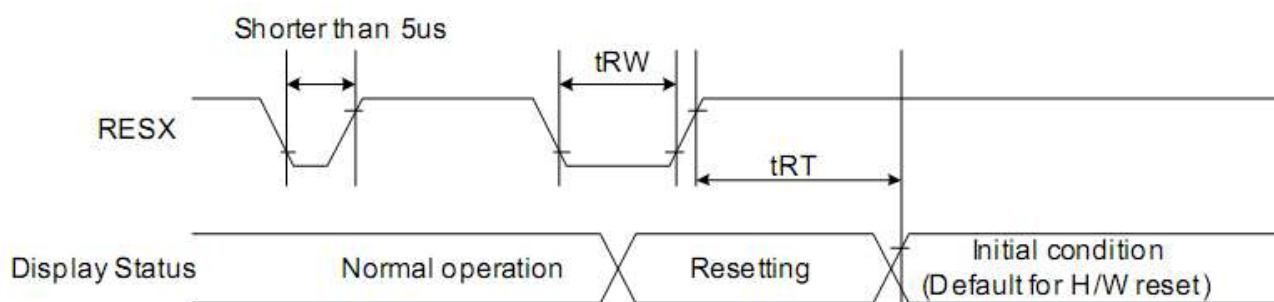 Shorter than 5us
tRW
RESX
tRT
Display Status
Normal operation
Resetting
Initial condition
(Default for H/W reset)